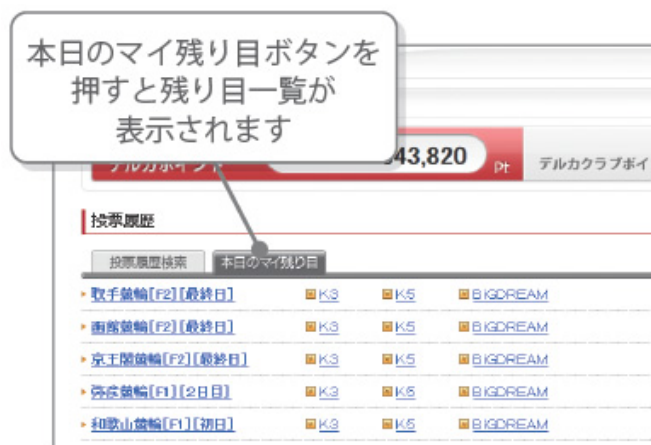 本日のマイ残り目ボタンを
押すと残り目一覧が
表示されます
デルカポイント
43,820 Pt デルカクラブポイ
投票履歴
投票履歴検索 本日のマイ残り目
取手競輪[F2][最終日] K3 K5 BIGDREAM
函館競輪[F2][最終日] K3 K5 BIGDREAM
京王閣競輪[F2][最終日] K3 K5 BIGDREAM
弥彦競輪[F1][2日目] K3 K5 BIGDREAM
和歌山競輪[F1][初日] K3 K5 BIGDREAM